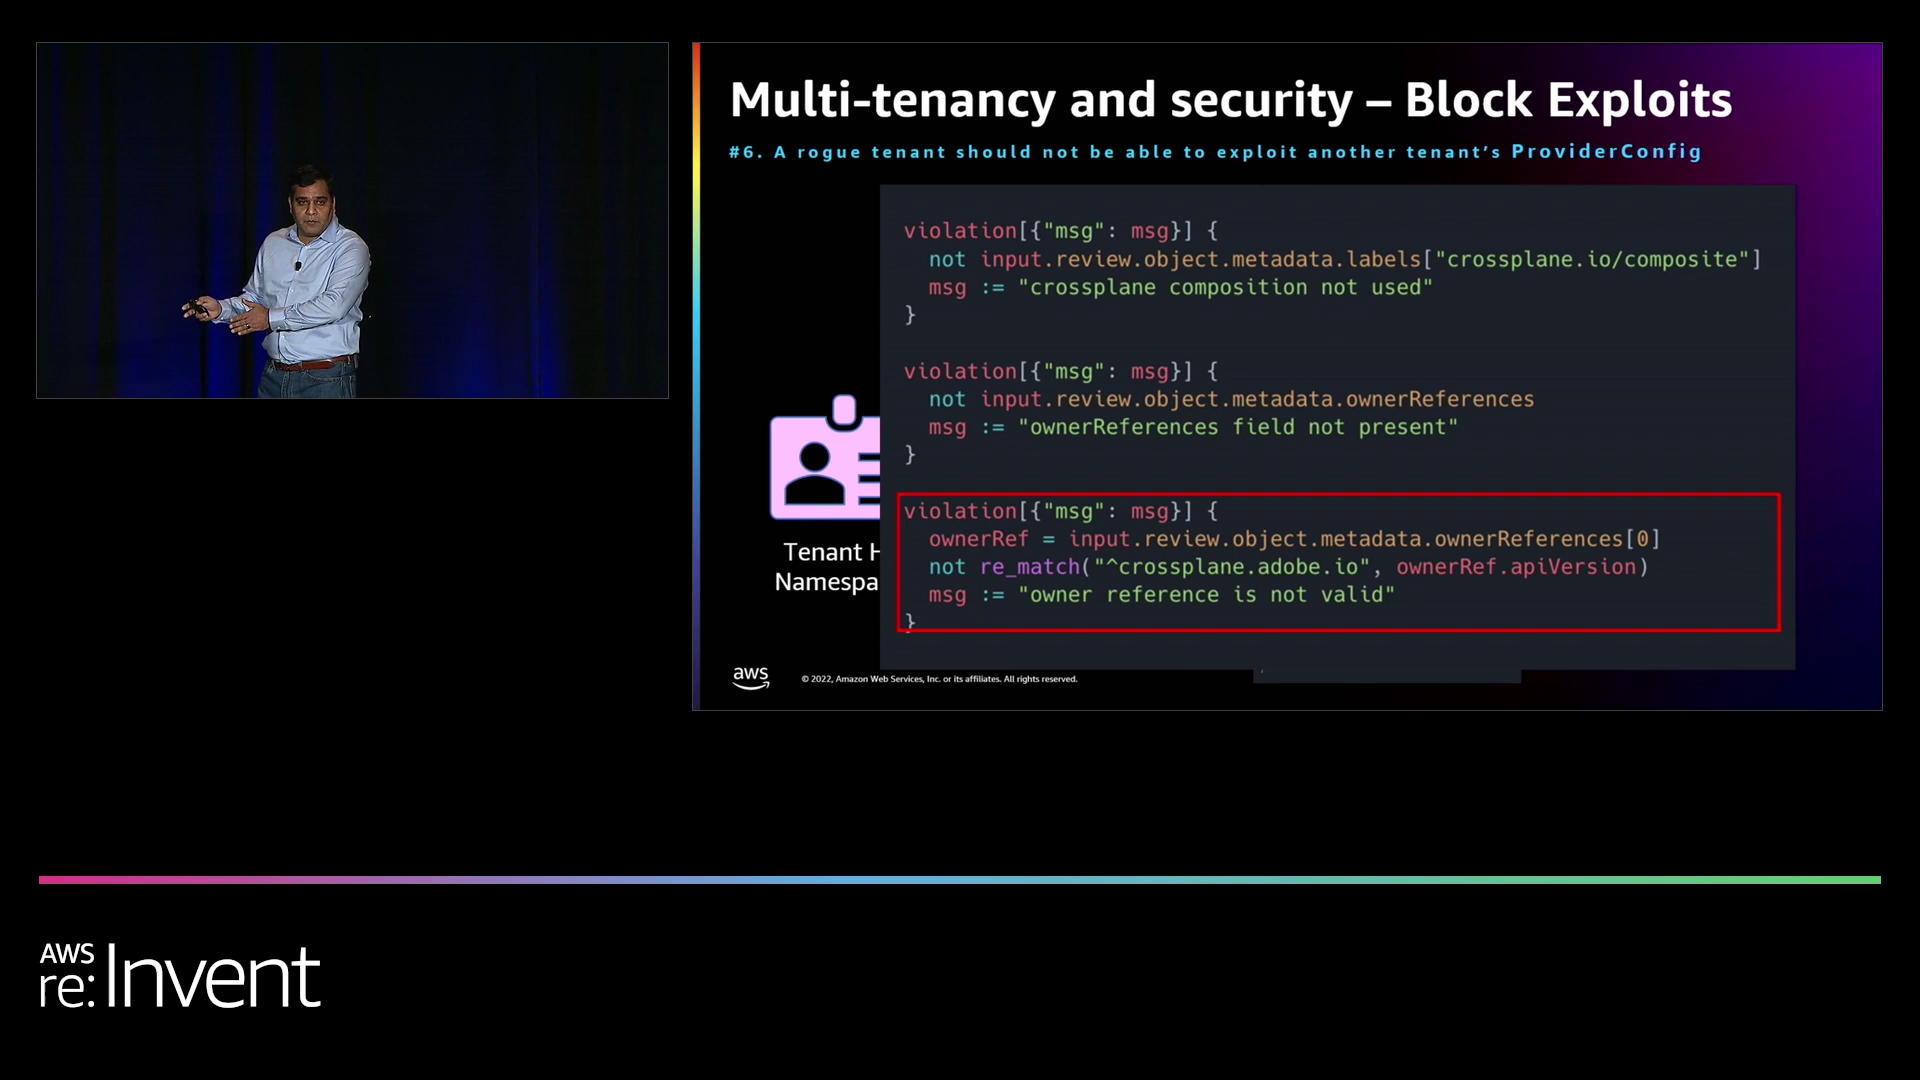 Multi-tenancy and security – Block Exploits
#6. A rogue tenant should not be able to exploit another tenant's ProviderConfig
violation[{"msg": msg}] {
not input.review.object.metadata.labels["crossplane.io/composite"]
msg := "crossplane composition not used"
}
violation[{"msg": msg}] {
not input.review.object.metadata.ownerReferences
msg := "ownerReferences field not present"
}
violation[{"msg": msg}] {
ownerRef = input.review.object.metadata.ownerReferences[0]
not re_match("^crossplane.adobe.io", ownerRef.apiVersion)
msg := "owner reference is not valid"
}
Tenant
aws
© 2022, Amazon Web Services, Inc. or its affiliates. All rights reserved.
AWS
re:Invent